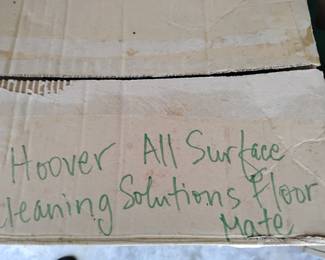 Hoover All Surface
Cleaning Solutions Floor
Mate